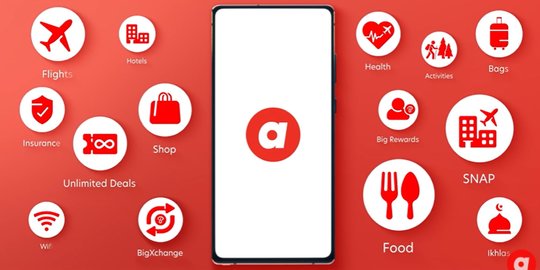 Flights
Hotels
Insurance
Unlimited Deals
Shop
Wifi
BigXchange
a
Health
Activities
Bags
Big Rewards
SNAP
Food
Ikhlas
a